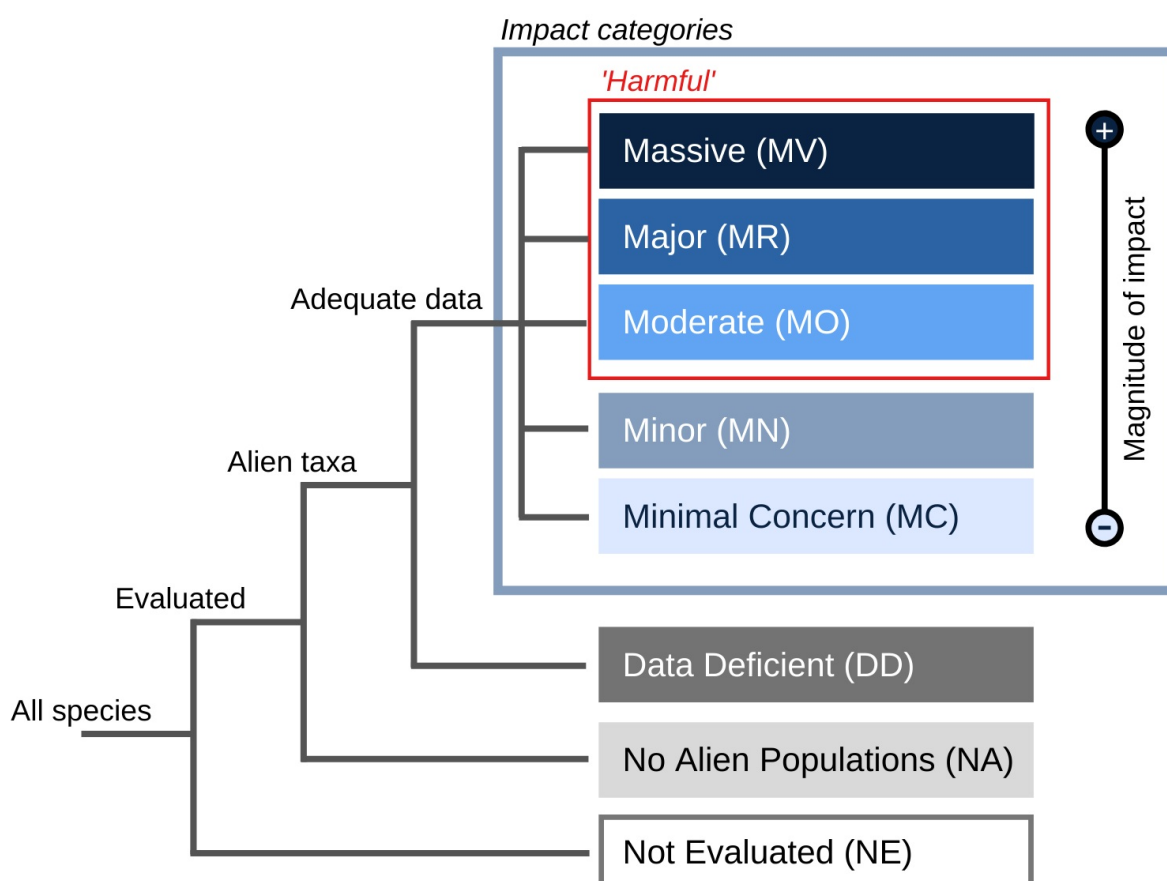 Impact categories
'Harmful'
Massive (MV)
+
Major (MR)
Adequate data
Moderate (MO)
Magnitude of impact
Minor (MN)
Alien taxa
Minimal Concern (MC)
-
Evaluated
Data Deficient (DD)
All species
No Alien Populations (NA)
Not Evaluated (NE)